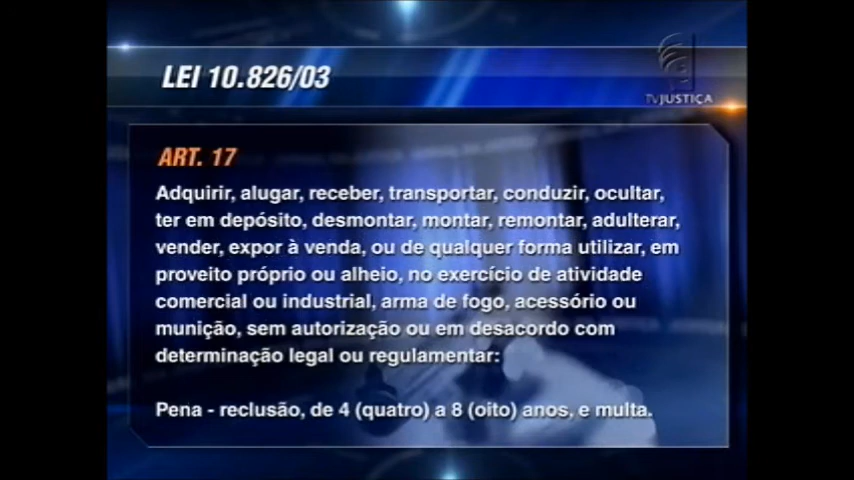 LEI 10.826/03
TVJUSTIÇA
ART. 17
Adquirir, alugar, receber, transportar, conduzir, ocultar,
ter em depósito, desmontar, montar, remontar, adulterar,
vender, expor à venda, ou de qualquer forma utilizar, em
proveito próprio ou alheio, no exercício de atividade
comercial ou industrial, arma de fogo, acessório ou
munição, sem autorização ou em desacordo com
determinação legal ou regulamentar:
Pena - reclusão, de 4 (quatro) a 8 (oito) anos, e multa.